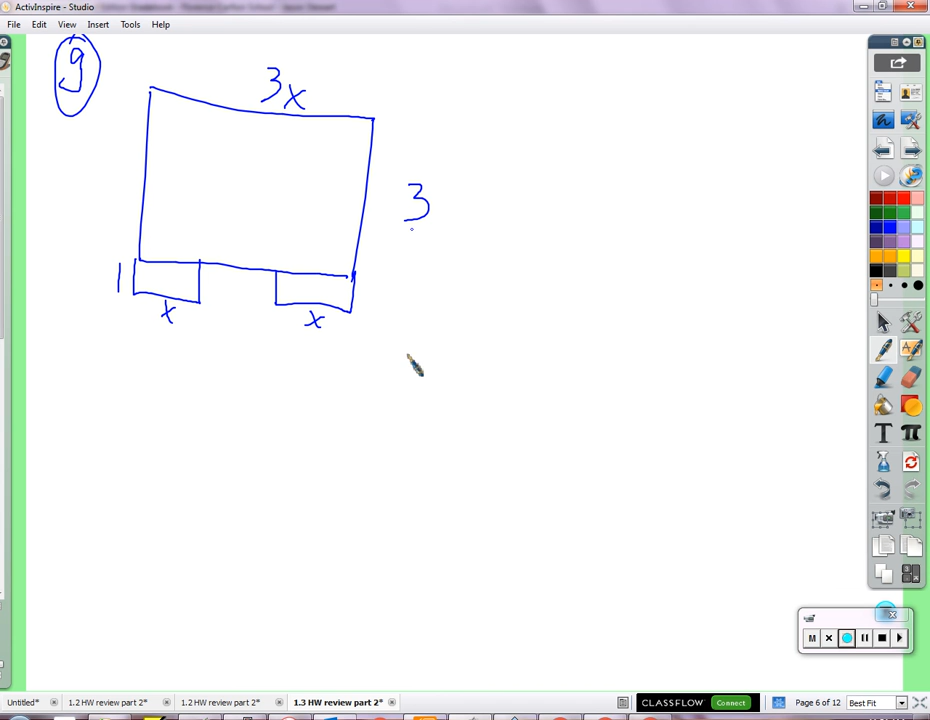 ActivInspire - Studio
File Edit View Insert Tools Help
9
3x
3
1
x
x
M
Untitled*
1.2 HW review part 2*
1.2 HW review part 2*
1.3 HW review part 2*
CLASSFLOW
Connect
Page 6 of 12
Best Fit